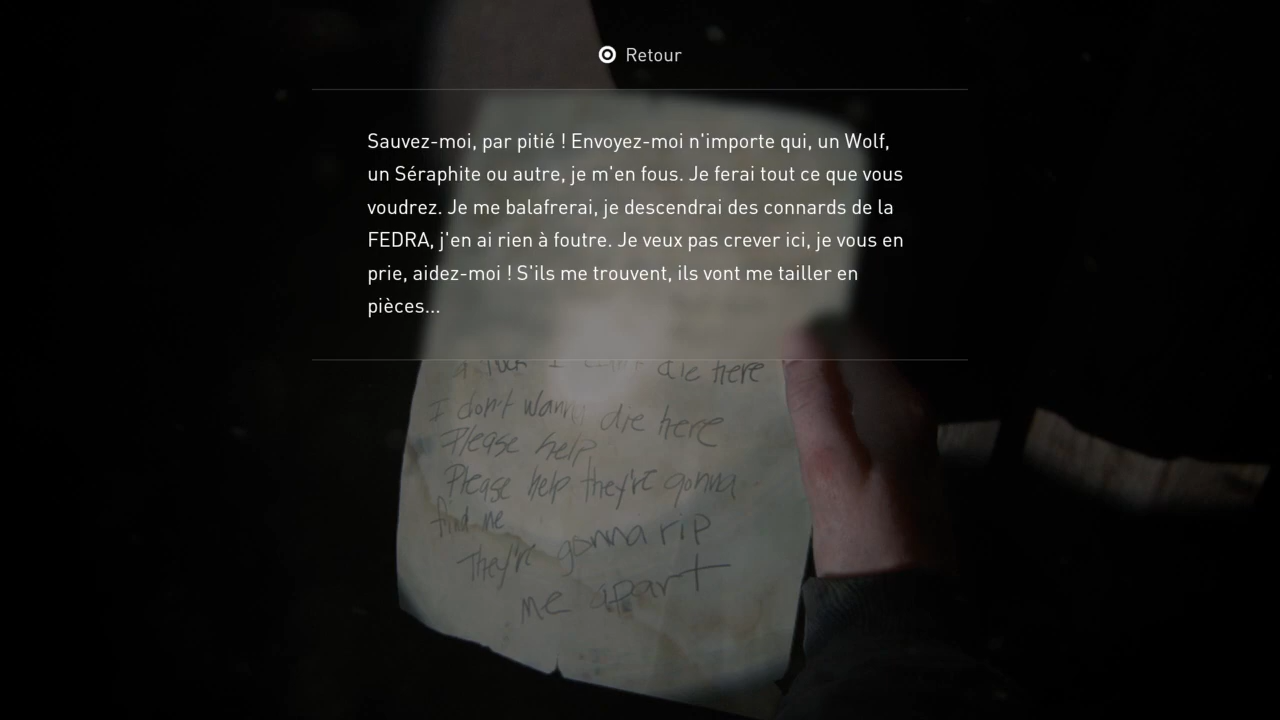 Retour
Sauvez-moi, par pitié ! Envoyez-moi n'importe qui, un Wolf,
un Séraphite ou autre, je m'en fous. Je ferai tout ce que vous
voudrez. Je me balafrerai, je descendrai des connards de la
FEDRA, j'en ai rien à foutre. Je veux pas crever ici, je vous en
prie, aidez-moi ! S'ils me trouvent, ils vont me tailler en
pièces...
die here
I don't wanna die here
Please help
Please help they're gonna
find me
They're gonna rip
me apart